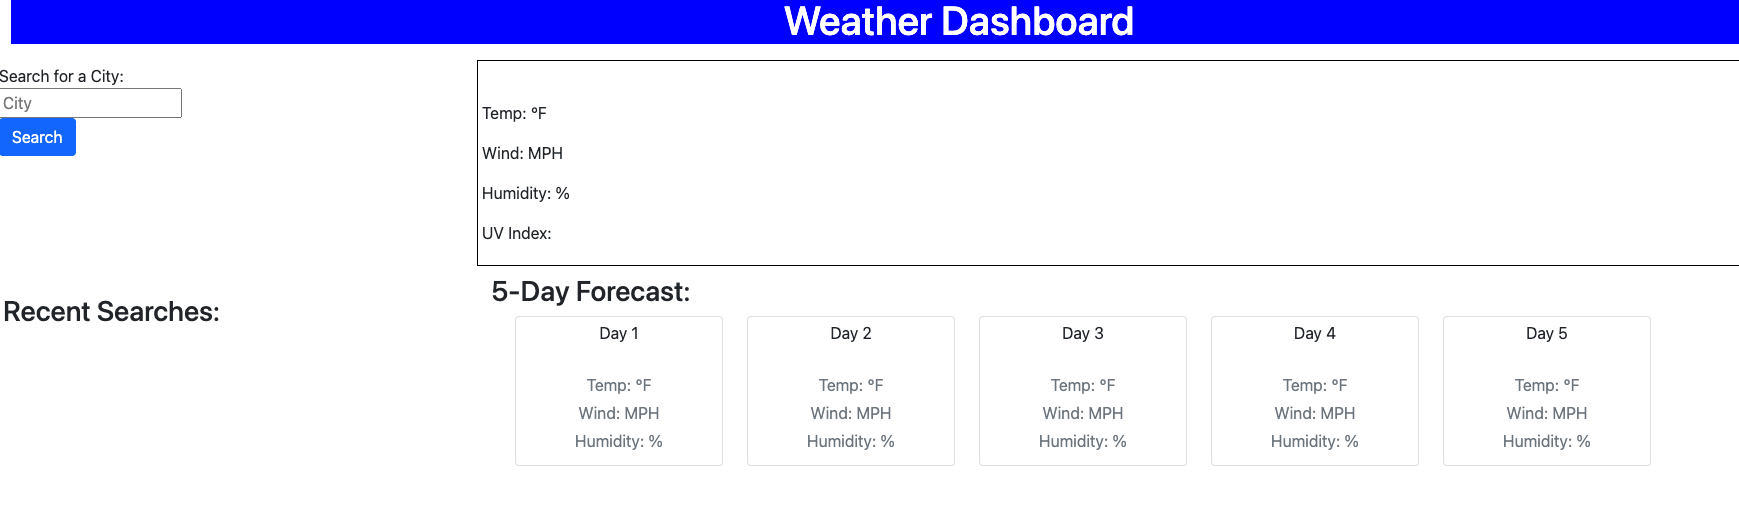 Weather Dashboard
Search for a City:
City
Search
Temp: °F
Wind: MPH
Humidity: %
UV Index:
Recent Searches:
5-Day Forecast:
Day 1
Temp: °F
Wind: MPH
Humidity: %
Day 2
Temp: °F
Wind: MPH
Humidity: %
Day 3
Temp: °F
Wind: MPH
Humidity: %
Day 4
Temp: °F
Wind: MPH
Humidity: %
Day 5
Temp: °F
Wind: MPH
Humidity: %